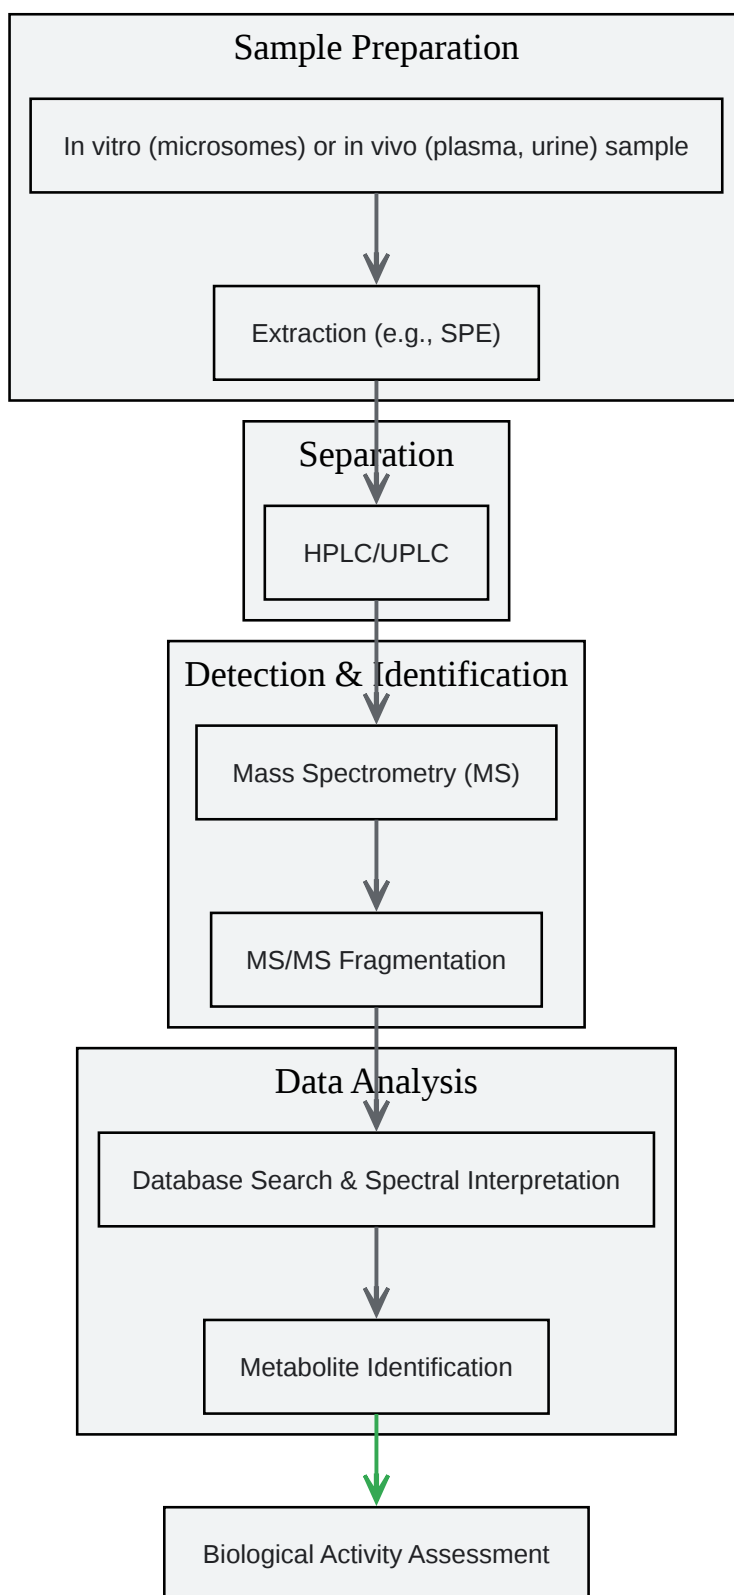 Sample Preparation
In vitro (microsomes) or in vivo (plasma, urine) sample
Extraction (e.g., SPE)
Separation
HPLC/UPLC
Detection & Identification
Mass Spectrometry (MS)
MS/MS Fragmentation
Data Analysis
Database Search & Spectral Interpretation
Metabolite Identification
Biological Activity Assessment